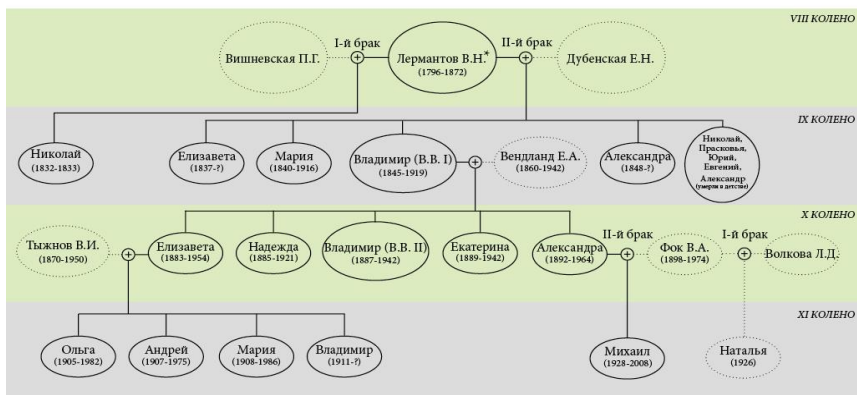 VIII КОЛЕНО
I-й брак
II-й брак
Вишневская П.Г.
Лермантов В.Н.*
(1796-1872)
Дубенская Е.Н.
IX КОЛЕНО
Николай
(1832-1833)
Елизавета
(1837-?)
Мария
(1840-1916)
Владимир (В.В. I)
(1845-1919)
Вендланд Е.А.
(1860-1942)
Александра
(1848-?)
Николай,
Прасковья,
Юрий,
Евгений,
Александр
(умерли в детстве)
X КОЛЕНО
II-й брак
I-й брак
Тыжнов В.И.
(1870-1950)
Елизавета
(1883-1954)
Надежда
(1885-1921)
Владимир (В.В. II)
(1887-1942)
Екатерина
(1889-1942)
Александра
(1892-1964)
Фок В.А.
(1898-1974)
Волкова Л.Д.
XI КОЛЕНО
Ольга
(1905-1982)
Андрей
(1907-1975)
Мария
(1908-1986)
Владимир
(1911-?)
Михаил
(1928-2008)
Наталья
(1926)